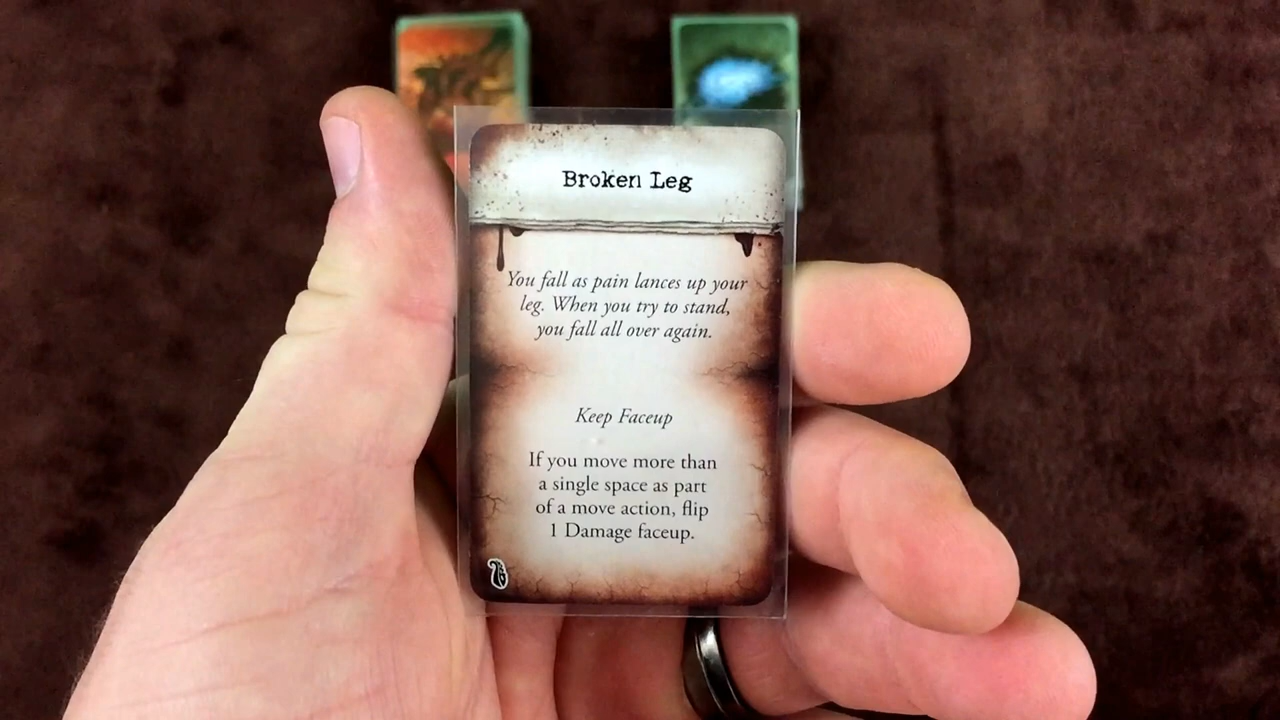 Broken Leg
You fall as pain lances up your
leg. When you try to stand,
you fall all over again.
Keep Faceup
If you move more than
a single space as part
of a move action, flip
1 Damage faceup.